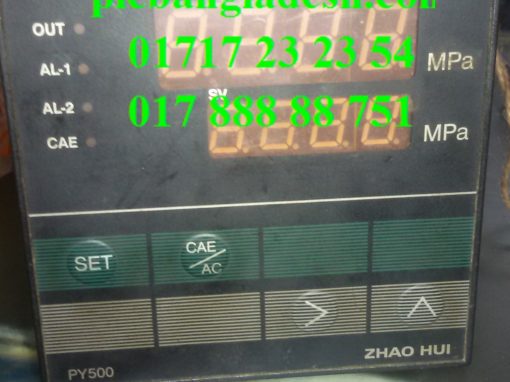 plcbangladesh.com
OUT
01717 23 23 54
MPa
AL-1
SV
AL-2
017 888 88 751
MPa
CAE
SET
CAE/AC
>
PY500
ZHAO HUI